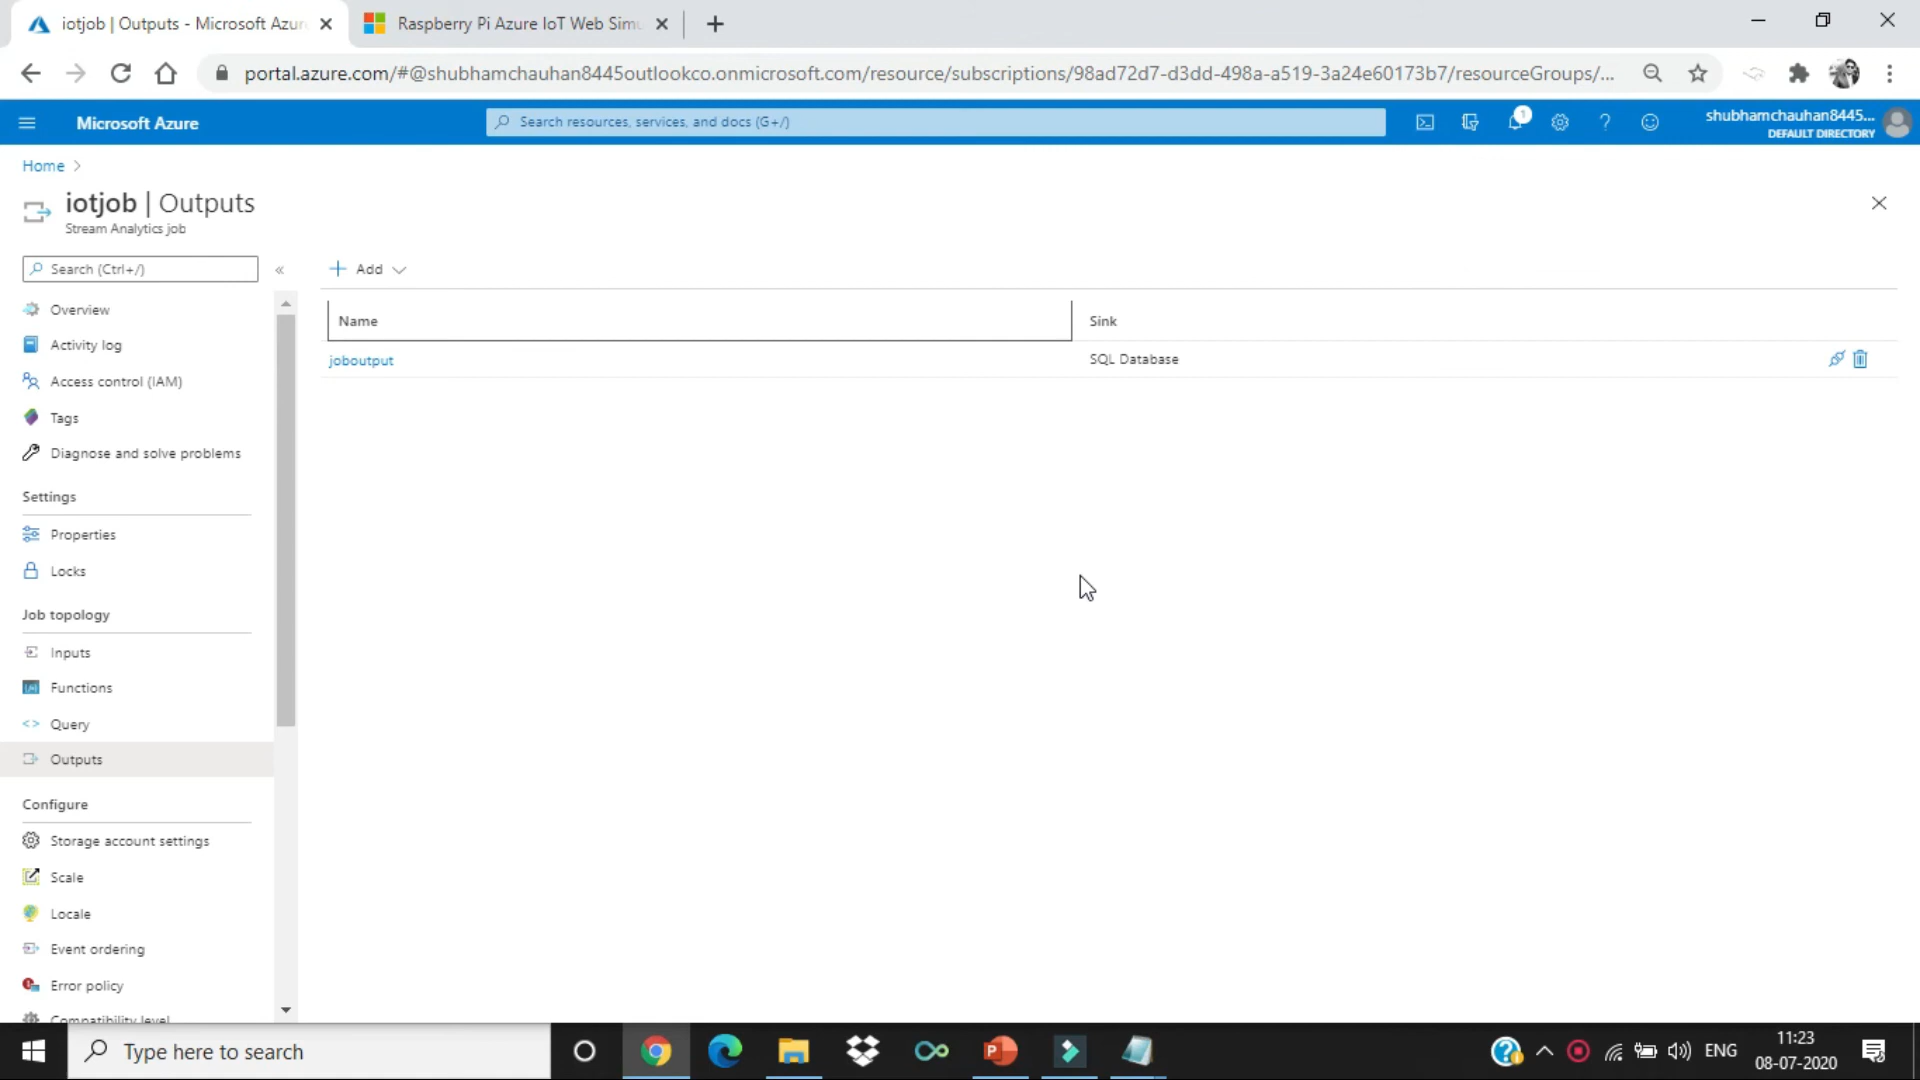 iotjob | Outputs - Microsoft Azur
Raspberry Pi Azure IoT Web Simu
portal.azure.com/#@shubhamchauhan8445outlookco.onmicrosoft.com/resource/subscriptions/98ad72d7-d3dd-498a-a519-3a24e60173b7/resourceGroups/...
Microsoft Azure
Search resources, services, and docs (G+/)
1
shubhamchauhan8445...
DEFAULT DIRECTORY
Home
iotjob | Outputs
Stream Analytics job
Search (Ctrl+/)
Add
Overview
Activity log
Access control (IAM)
Tags
Diagnose and solve problems
Settings
Properties
Locks
Job topology
Inputs
Functions
Query
Outputs
Configure
Storage account settings
Scale
Locale
Event ordering
Error policy
Compatibility level
Name
Sink
joboutput
SQL Database
Type here to search
ENG
11:23
08-07-2020